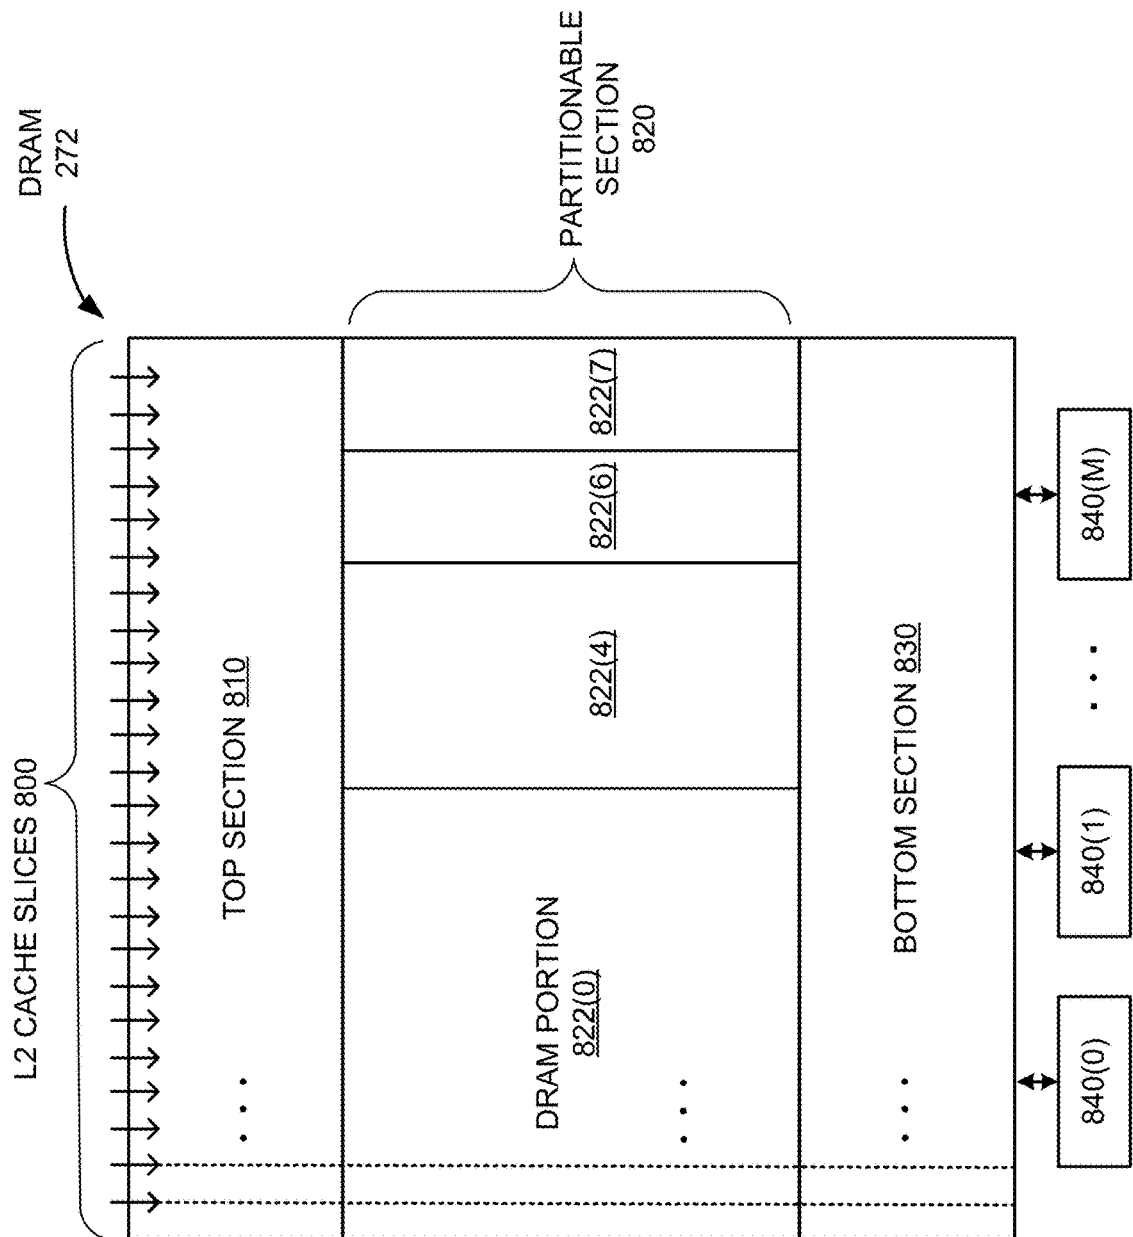 L2 CACHE SLICES 800
DRAM
272
TOP SECTION 810
DRAM PORTION
822(0)
822(4)
822(6)
822(7)
PARTITIONABLE
SECTION
820
BOTTOM SECTION 830
840(0)
840(1)
. . .
840(M)